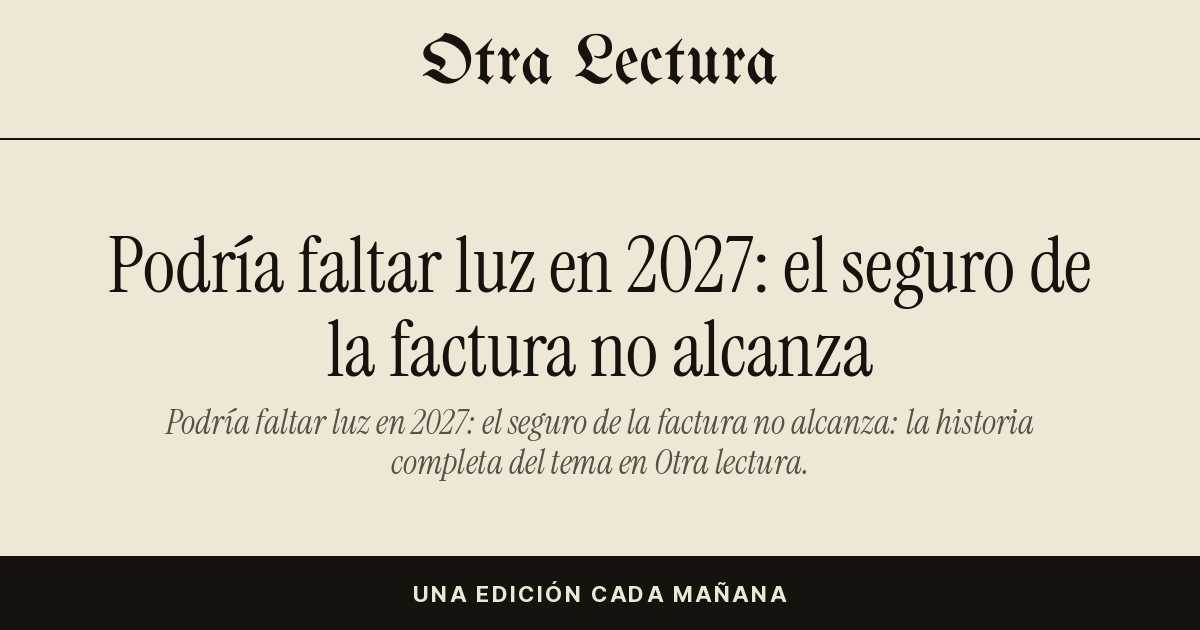 Otra Lectura
Podría faltar luz en 2027: el seguro de
la factura no alcanza
Podría faltar luz en 2027: el seguro de la factura no alcanza: la historia
completa del tema en Otra lectura.
UNA EDICIÓN CADA MAÑANA